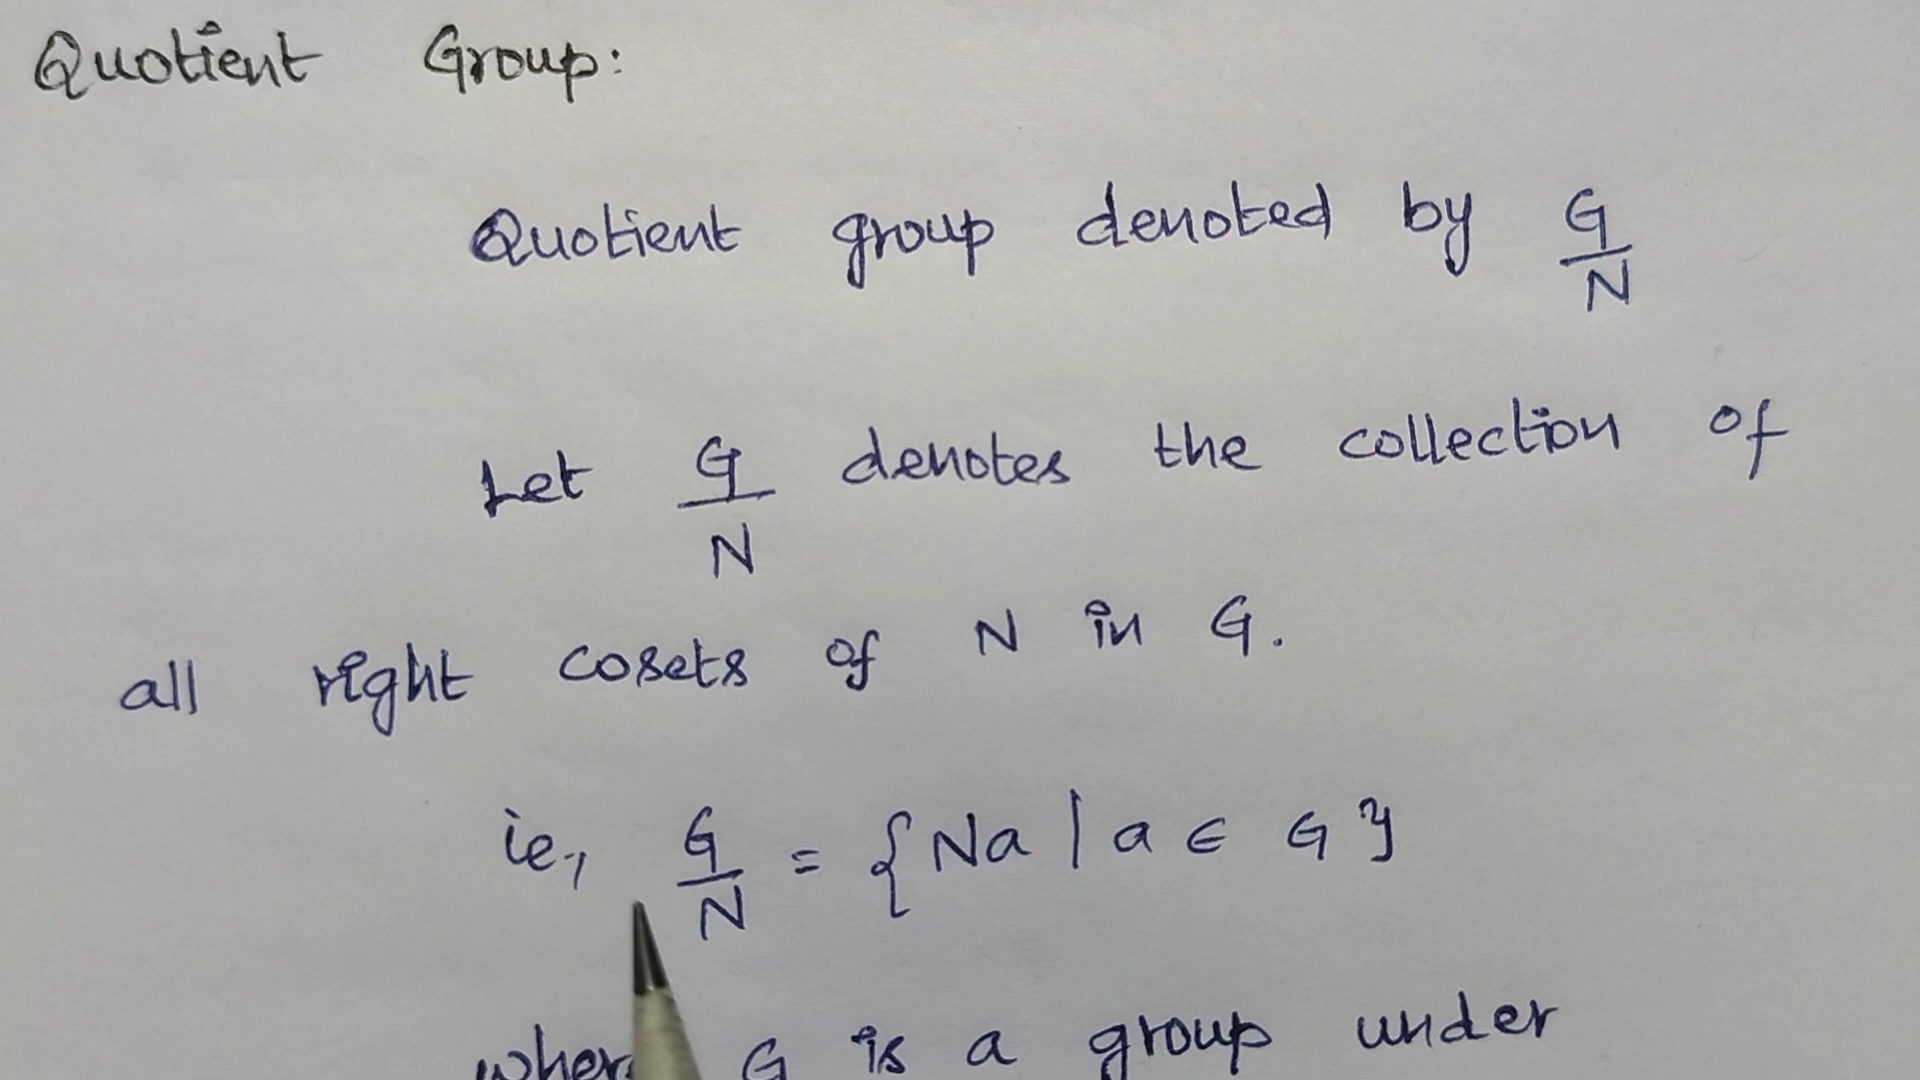 Quotient Group:
Quotient group denoted by G/N
Let G/N denotes the collection of
all right cosets of N in G.
ie., G/N = {Na | a ∈ G}
G is a group under